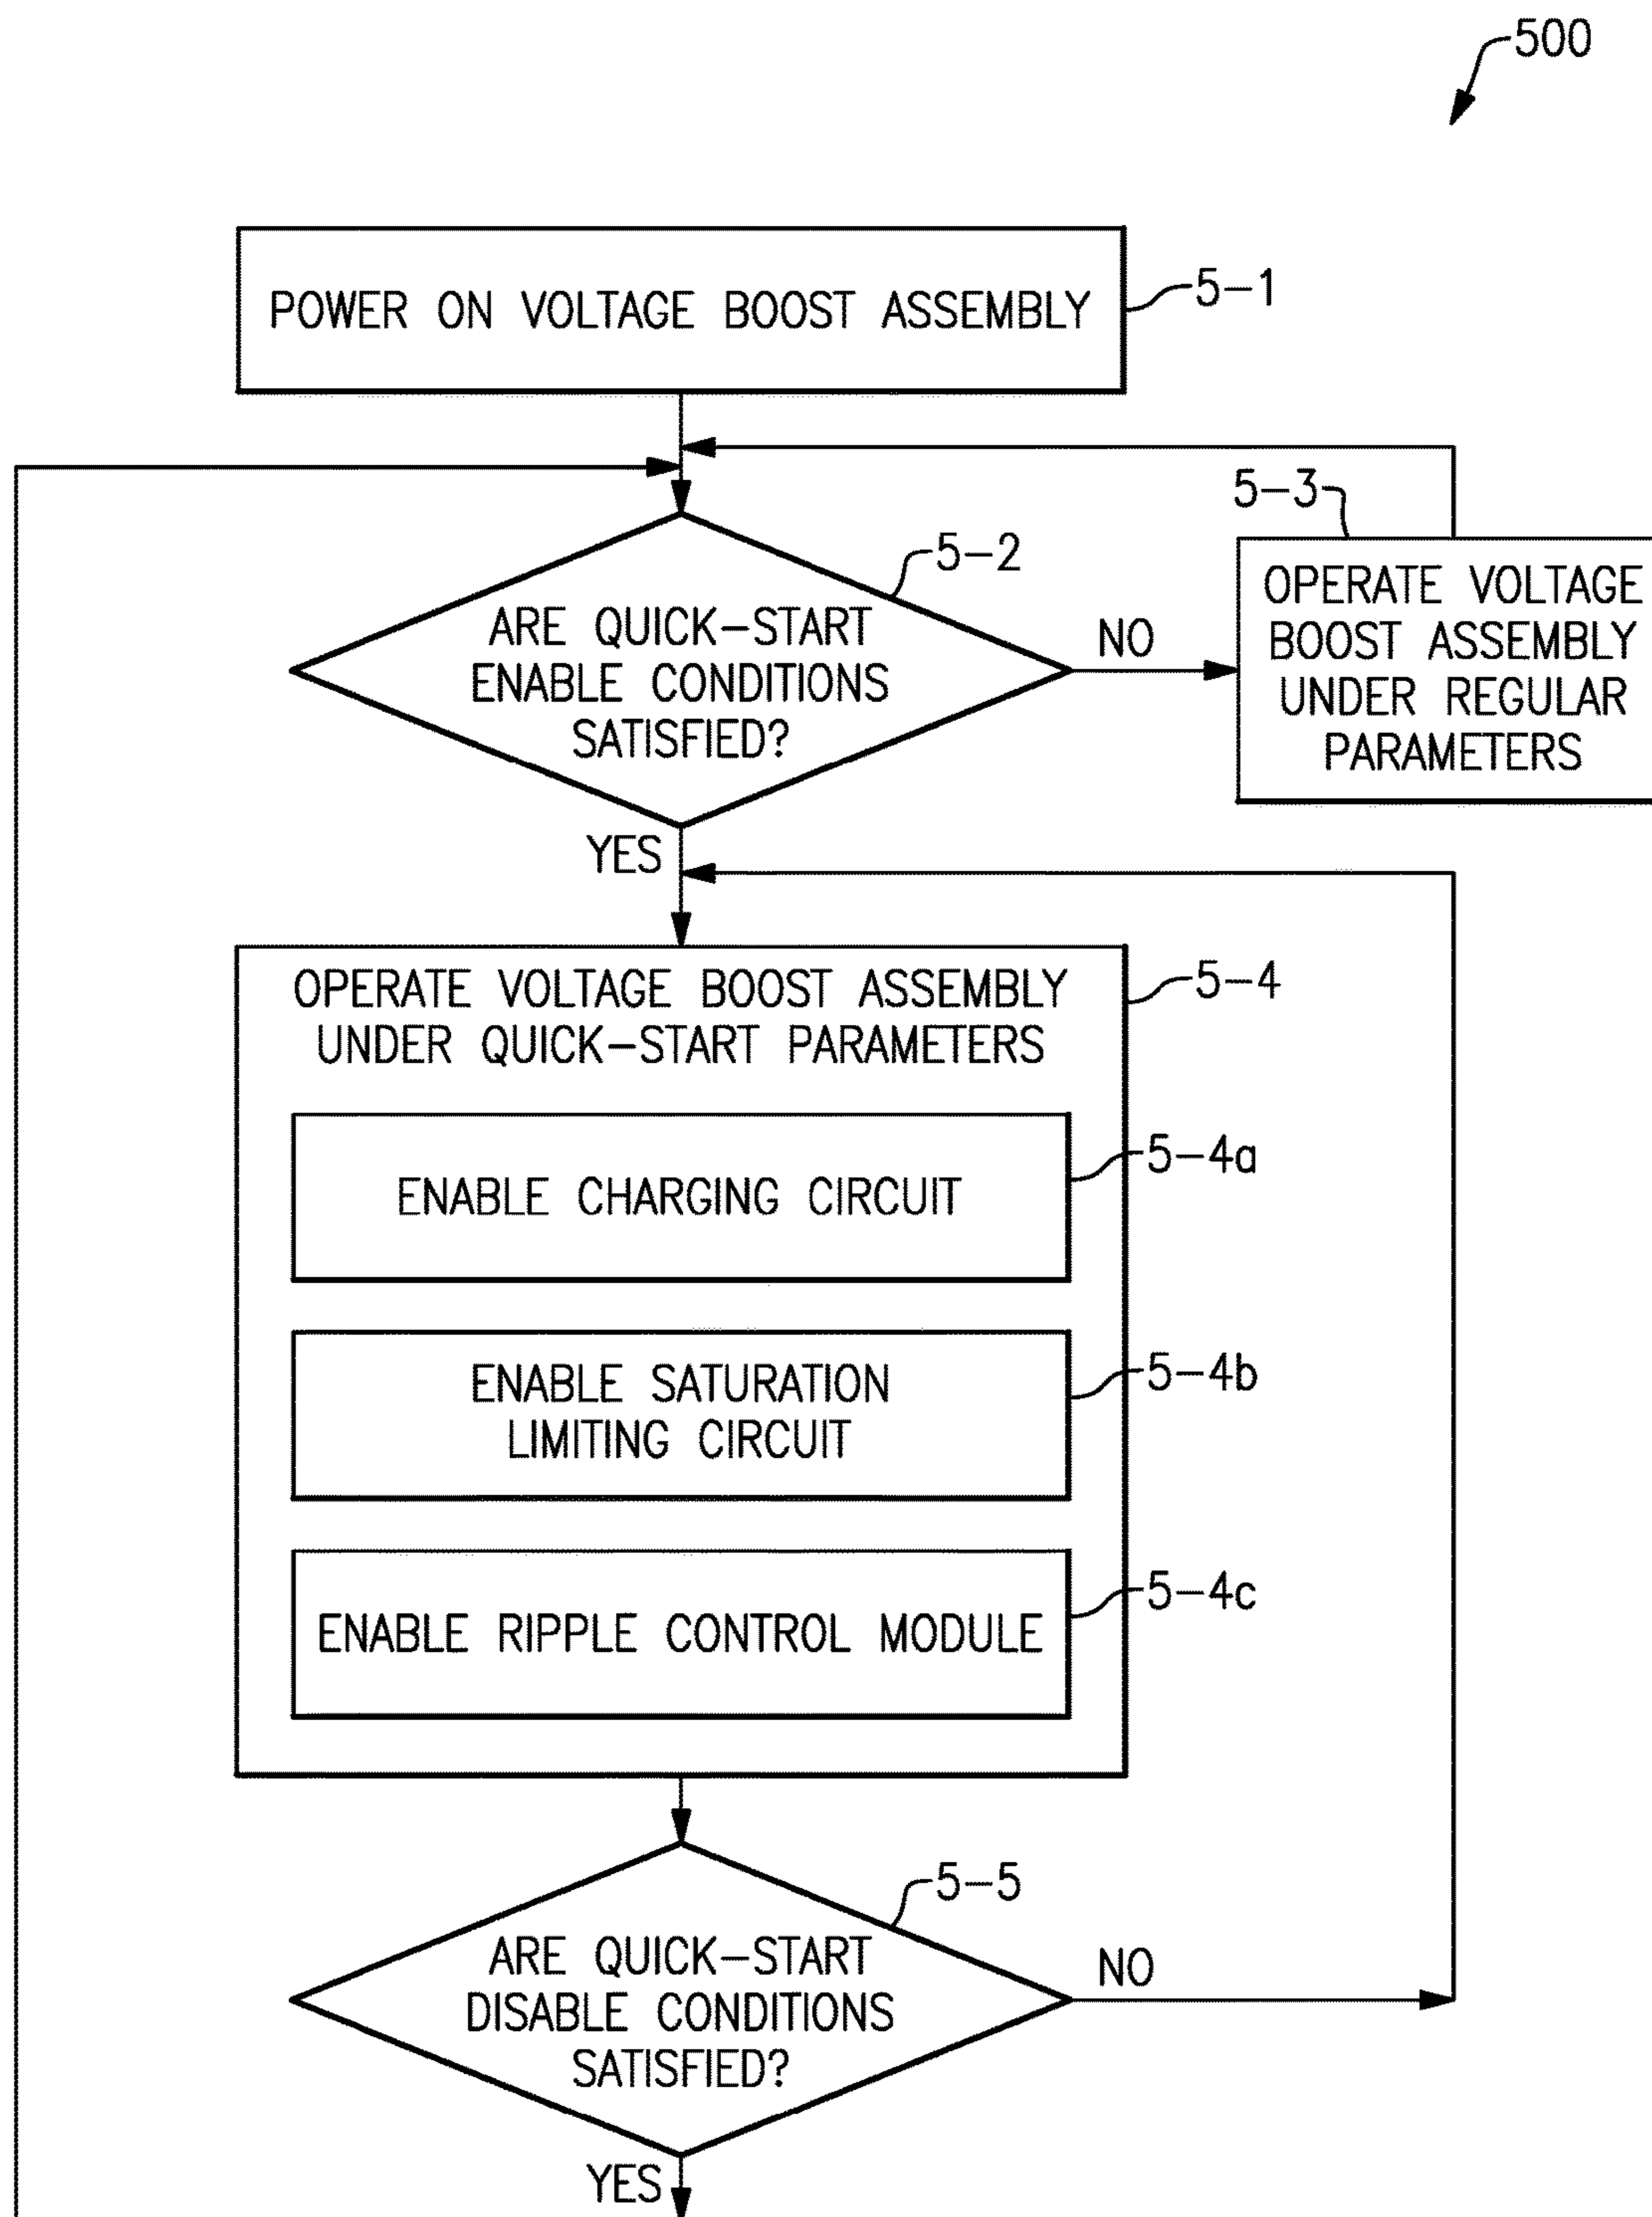 500
POWER ON VOLTAGE BOOST ASSEMBLY
5-1
5-2
ARE QUICK-START
ENABLE CONDITIONS
SATISFIED?
NO
5-3
OPERATE VOLTAGE
BOOST ASSEMBLY
UNDER REGULAR
PARAMETERS
YES
OPERATE VOLTAGE BOOST ASSEMBLY
UNDER QUICK-START PARAMETERS
5-4
ENABLE CHARGING CIRCUIT
5-4a
ENABLE SATURATION
LIMITING CIRCUIT
5-4b
ENABLE RIPPLE CONTROL MODULE
5-4c
5-5
ARE QUICK-START
DISABLE CONDITIONS
SATISFIED?
NO
YES